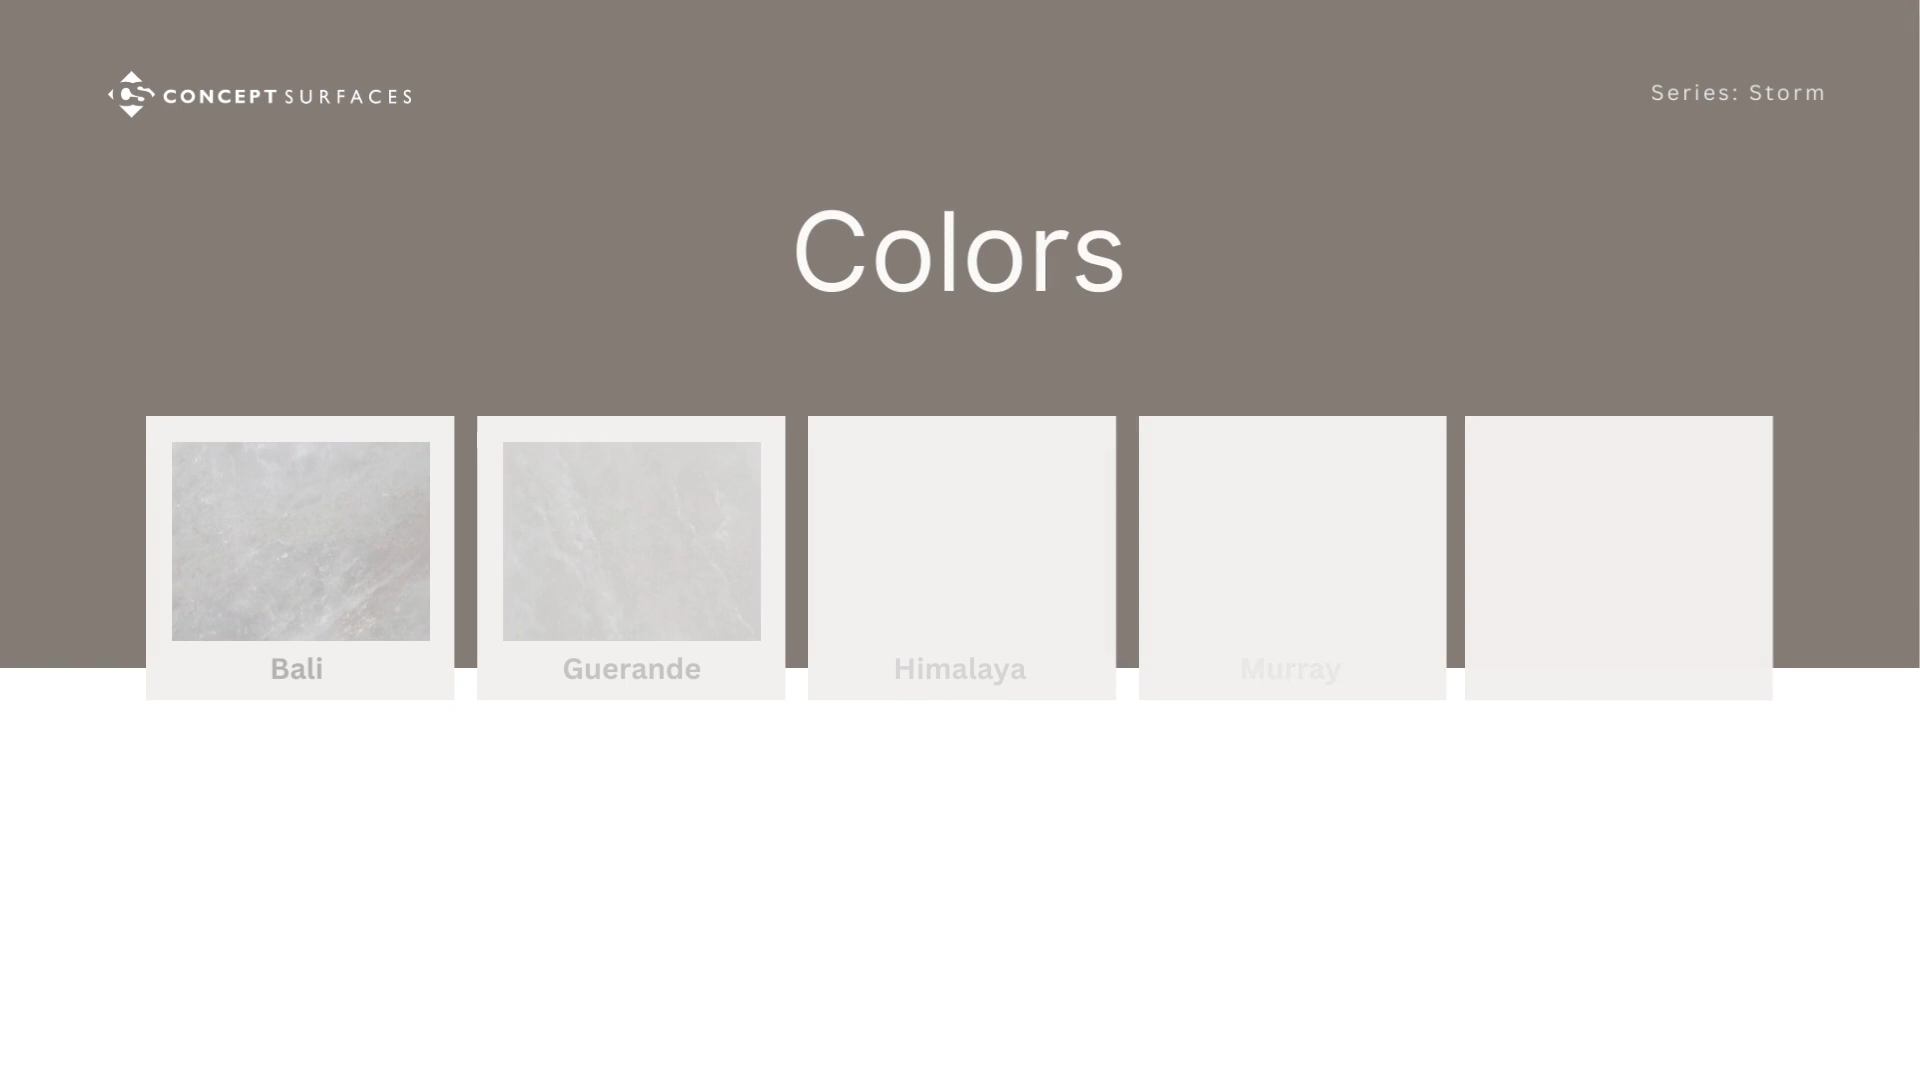 CONCEPT SURFACES
Series: Storm
Colors
Bali
Guerande
Himalaya
Murray